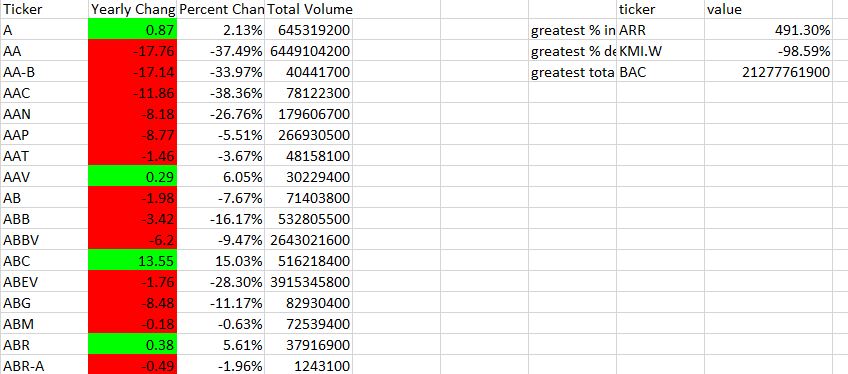 Ticker Yearly Chang Percent Chan Total Volume ticker value
A 0.87 2.13% 645319200 greatest % in ARR 491.30%
AA -17.76 -37.49% 6449104200 greatest % de KMI.W -98.59%
AA-B -17.14 -33.97% 40441700 greatest tota BAC 21277761900
AAC -11.86 -38.36% 78122300
AAN -8.18 -26.76% 179606700
AAP -8.77 -5.51% 266930500
AAT -1.46 -3.67% 48158100
AAV 0.29 6.05% 30229400
AB -1.98 -7.67% 71403800
ABB -3.42 -16.17% 532805500
ABBV -6.2 -9.47% 2643021600
ABC 13.55 15.03% 516218400
ABEV -1.76 -28.30% 3915345800
ABG -8.48 -11.17% 82930400
ABM -0.18 -0.63% 72539400
ABR 0.38 5.61% 37916900
ABR-A -0.49 -1.96% 1243100